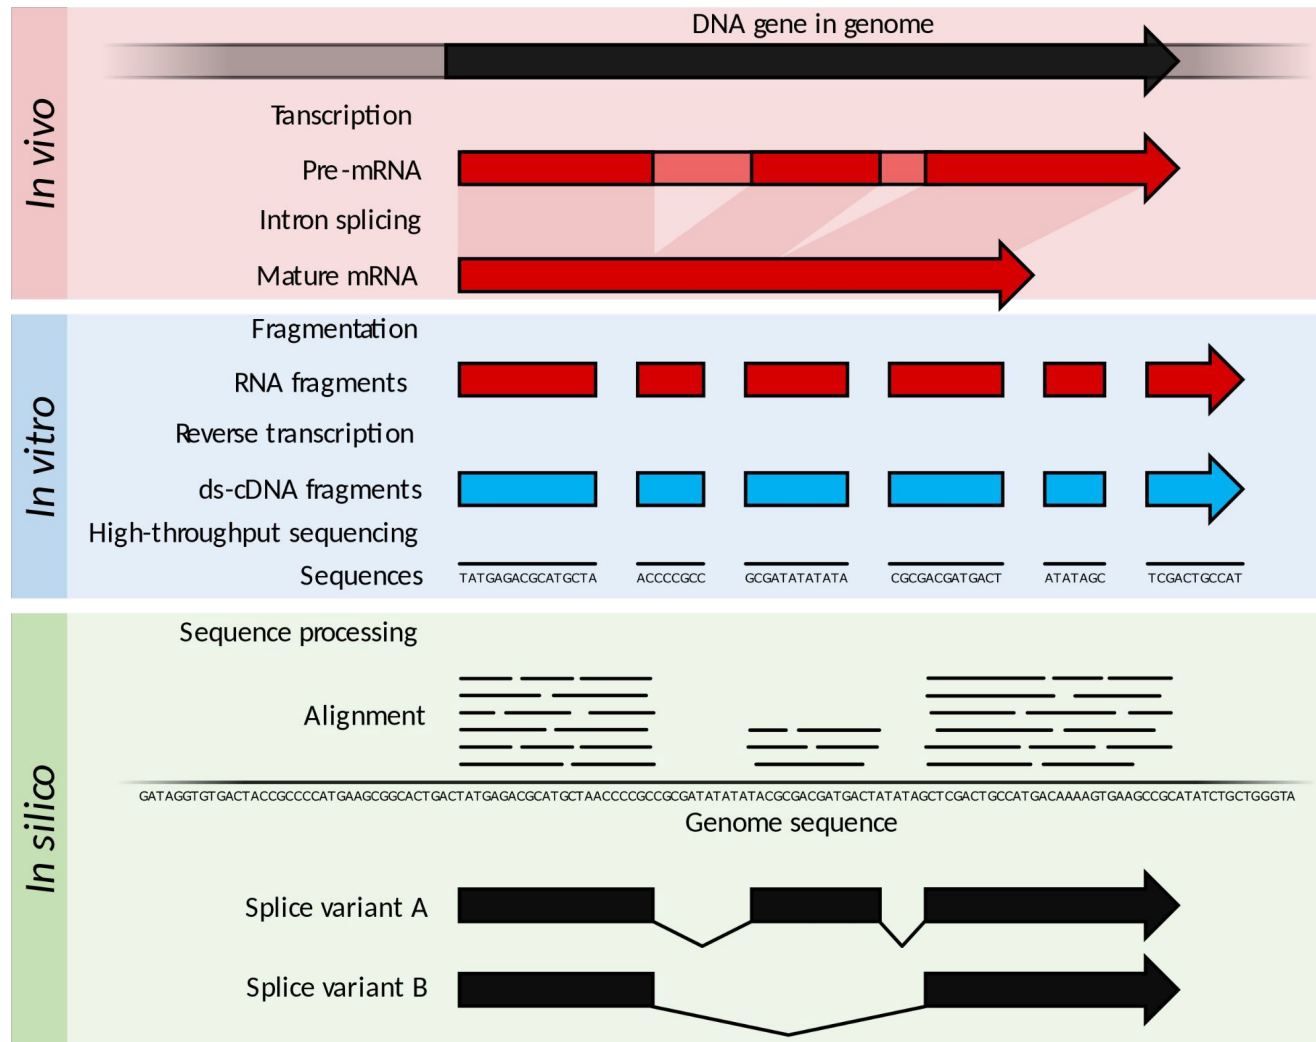 In vivo
DNA gene in genome
Transcription
Pre-mRNA
Intron splicing
Mature mRNA
In vitro
Fragmentation
RNA fragments
Reverse transcription
ds-cDNA fragments
High-throughput sequencing
Sequences TATGAGACGCATGCTA ACCCCGCC GCGATATATATA CGCGACGATGACT ATATAGC TCGACTGCCAT
In silico
Sequence processing
Alignment
GATAGGTGTGACTACCGCCCCATGAAGCGGCACTGACTATGAGACGCATGCTAACCCCGCCGCGATATATATACGCGACGATGACTATATAGCTCGACTGCCATGACAAAAGTGAAGCCGCATATCTGCTGGGTA
Genome sequence
Splice variant A
Splice variant B